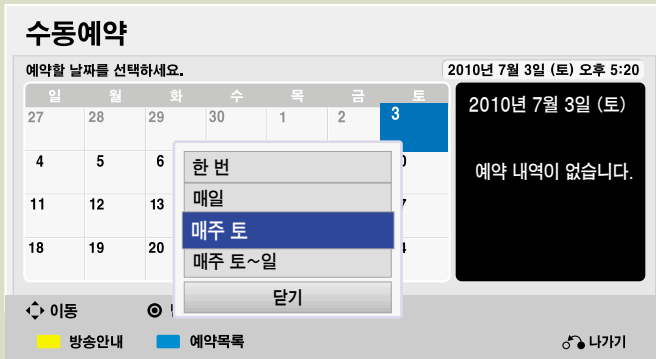 수동예약
예약할 날짜를 선택하세요.
2010년 7월 3일 (토) 오후 5:20
일 월 화 수 목 금 토
27 28 29 30 1 2 3
4 5 6
11 12 13
18 19 20
한 번
매일
매주 토
매주 토~일
닫기
2010년 7월 3일 (토)
예약 내역이 없습니다.
이동
방송안내 예약목록 나가기